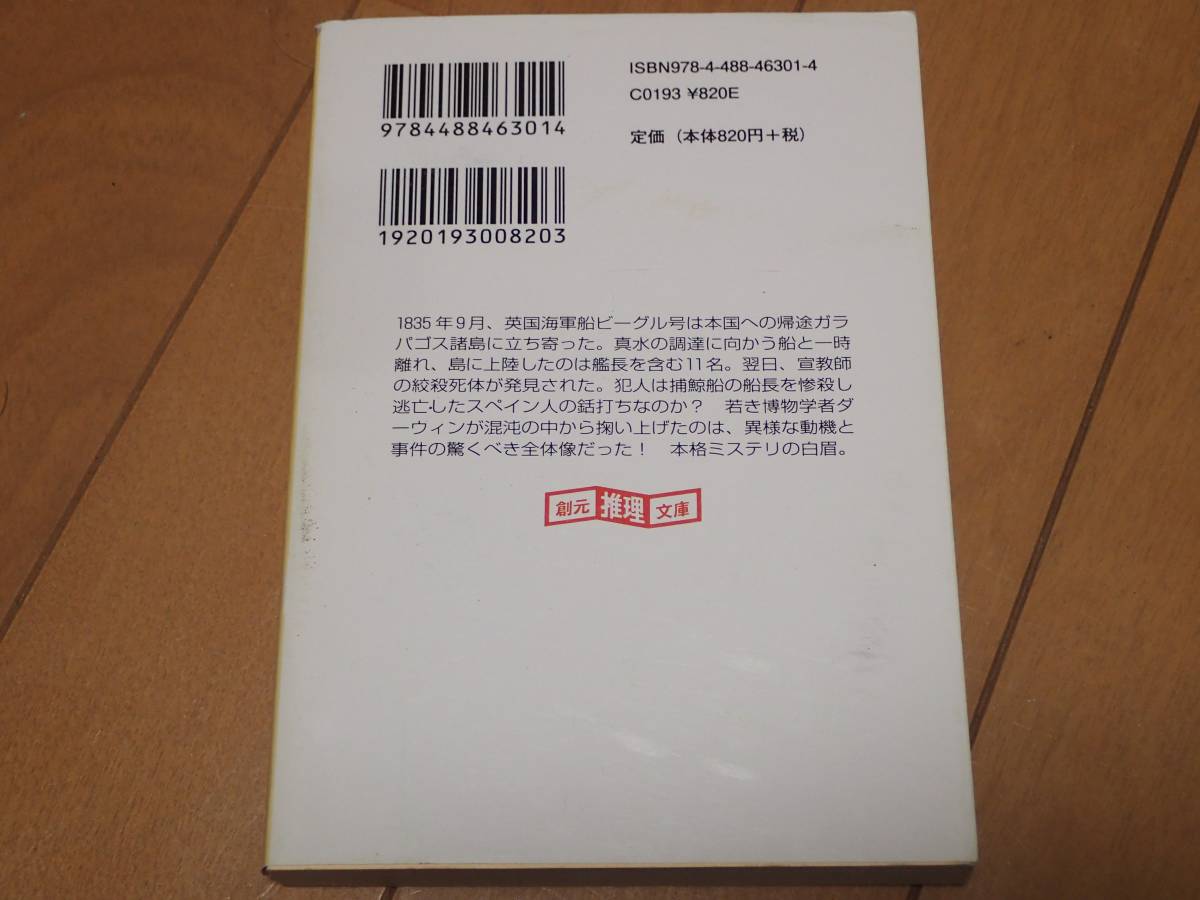 ISBN978-4-488-46301-4
C0193 ¥820E
定価（本体820円＋税）
9784488463014
1920193008203
1835年9月、英国海軍船ビーグル号は本国への帰途ガラ
パゴス諸島に立ち寄った。真水の調達に向かう船と一時
離れ、島に上陸したのは艦長を含む11名。翌日、宣教師
の絞殺死体が発見された。犯人は捕鯨船の船長を惨殺し
逃亡したスペイン人の銛打ちなのか？　若き博物学者ダ
ーウィンが混沌の中から掬い上げたのは、異様な動機と
事件の驚くべき全体像だった！　本格ミステリの白眉。
創元推理文庫